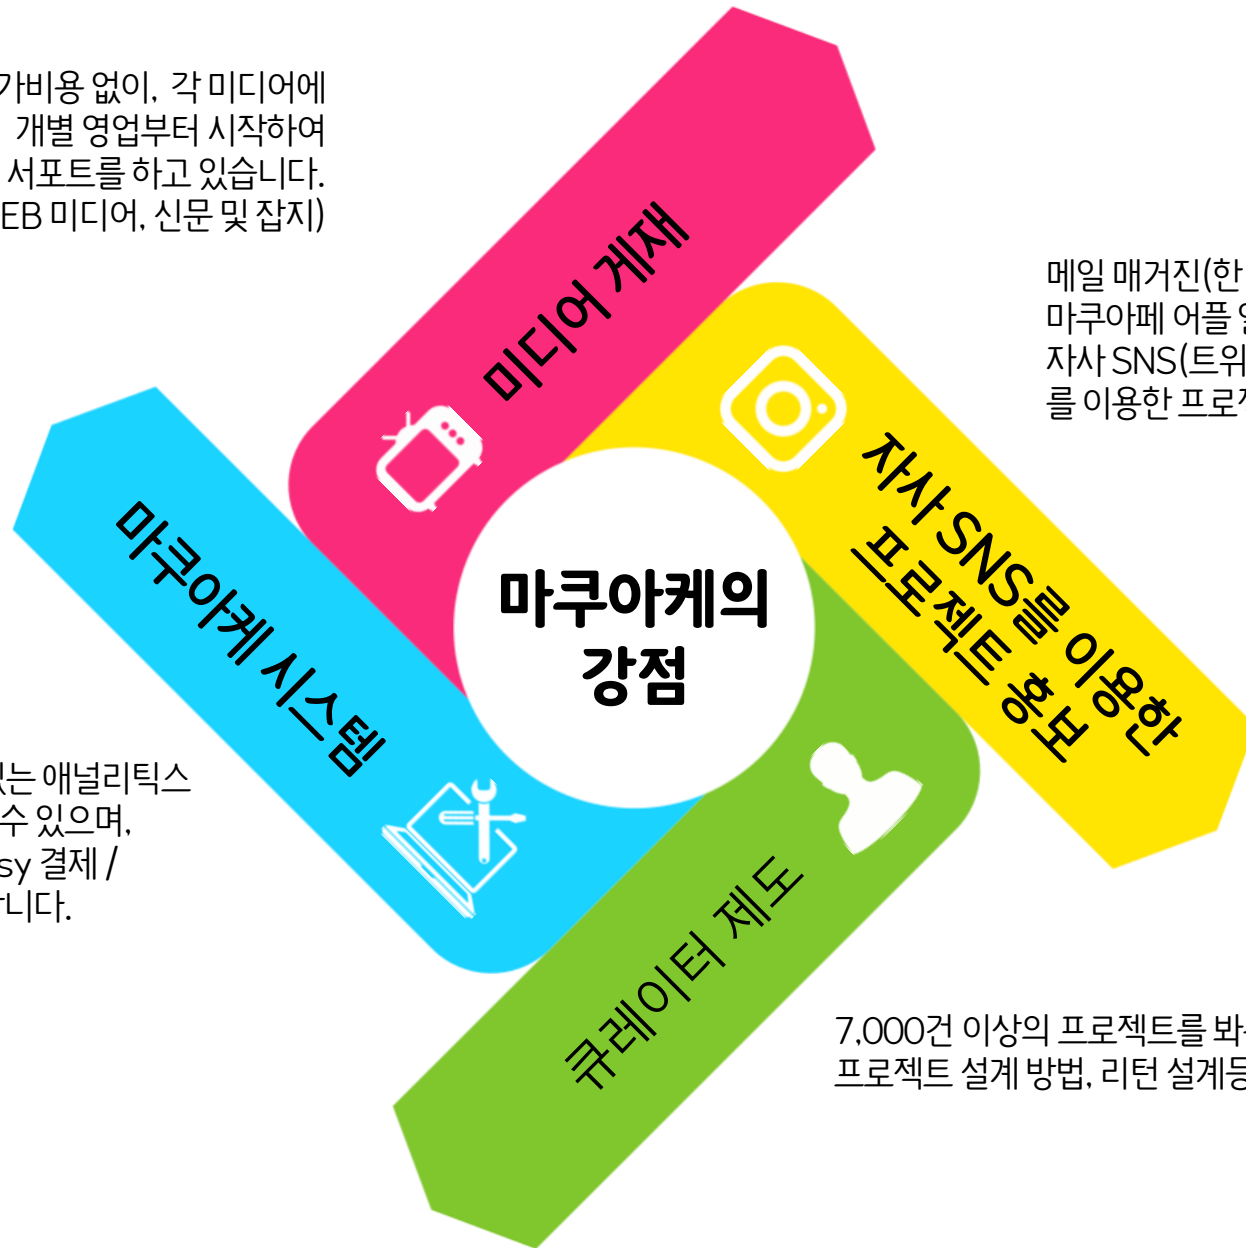 가비용 없이, 각 미디어에
개별 영업부터 시작하여
서포트를 하고 있습니다.
EB 미디어, 신문 및 잡지)
미디어 게재
메일 매거진(한
마쿠아페 어플
자사 SNS(트위
를 이용한 프로젝
자사 SNS를 이용한
프로젝트 홍보
마쿠아케의
강점
마쿠아케 시스템
있는 애널리틱스
수 있으며,
sy 결제 /
합니다.
큐레이터 제도
7,000건 이상의 프로젝트를 봐
프로젝트 설계 방법, 리턴 설계등